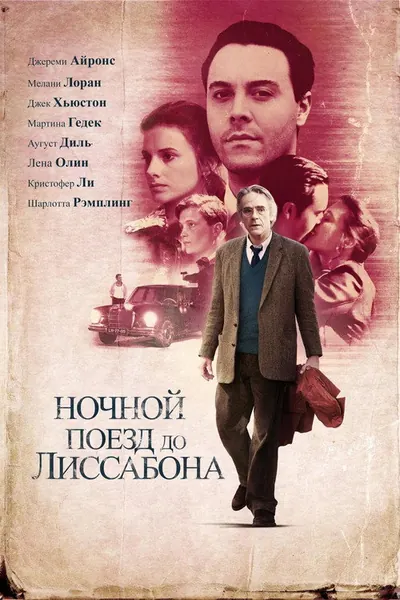 Джереми Айронс
Мелани Лоран
Джек Хьюстон
Мартина Гедек
Аугуст Диль
Лена Олин
Кристофер Ли
Шарлотта Рэмплинг
НОЧНОЙ
ПОЕЗД ДО
ЛИССАБОНА